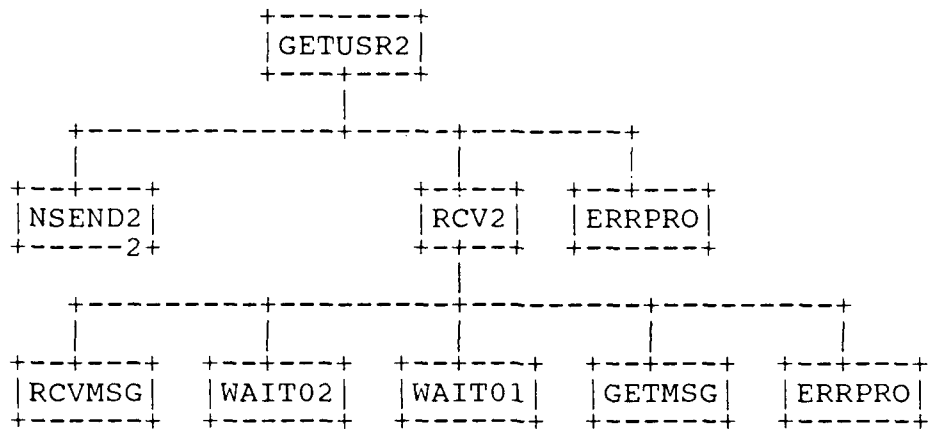 GETUSR2
NSEND2 RCV2 ERRPRO
2
RCVMSG WAIT02 WAIT01 GETMSG ERRPRO